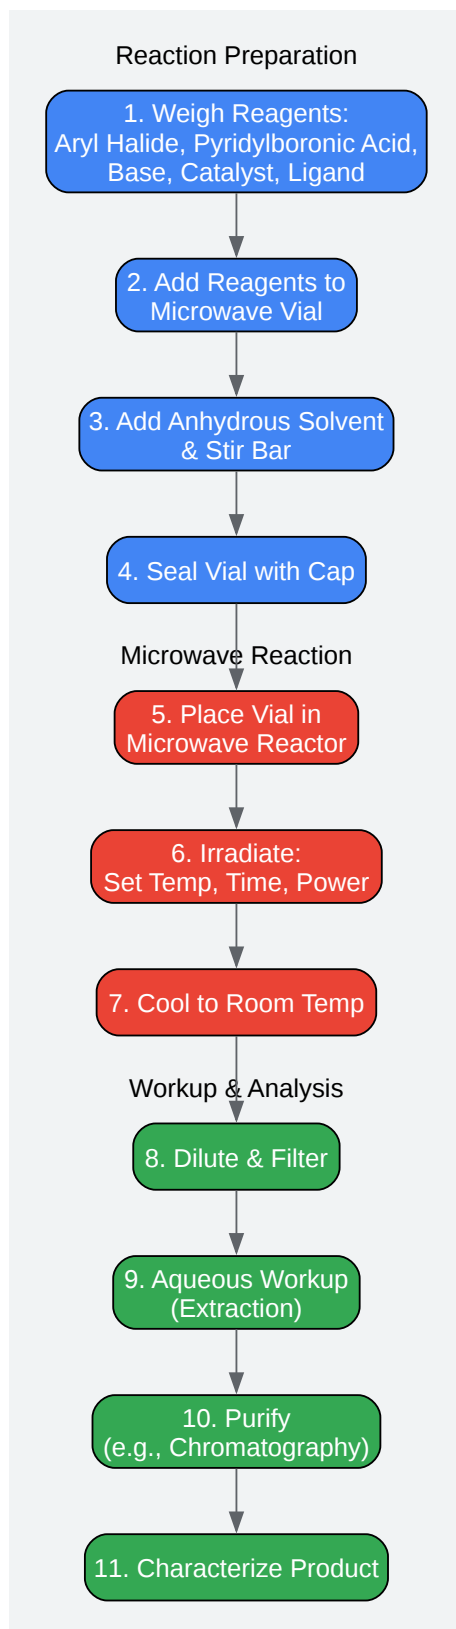 Reaction Preparation
1. Weigh Reagents:
Aryl Halide, Pyridylboronic Acid,
Base, Catalyst, Ligand
2. Add Reagents to
Microwave Vial
3. Add Anhydrous Solvent
& Stir Bar
4. Seal Vial with Cap
Microwave Reaction
5. Place Vial in
Microwave Reactor
6. Irradiate:
Set Temp, Time, Power
7. Cool to Room Temp
Workup & Analysis
8. Dilute & Filter
9. Aqueous Workup
(Extraction)
10. Purify
(e.g., Chromatography)
11. Characterize Product